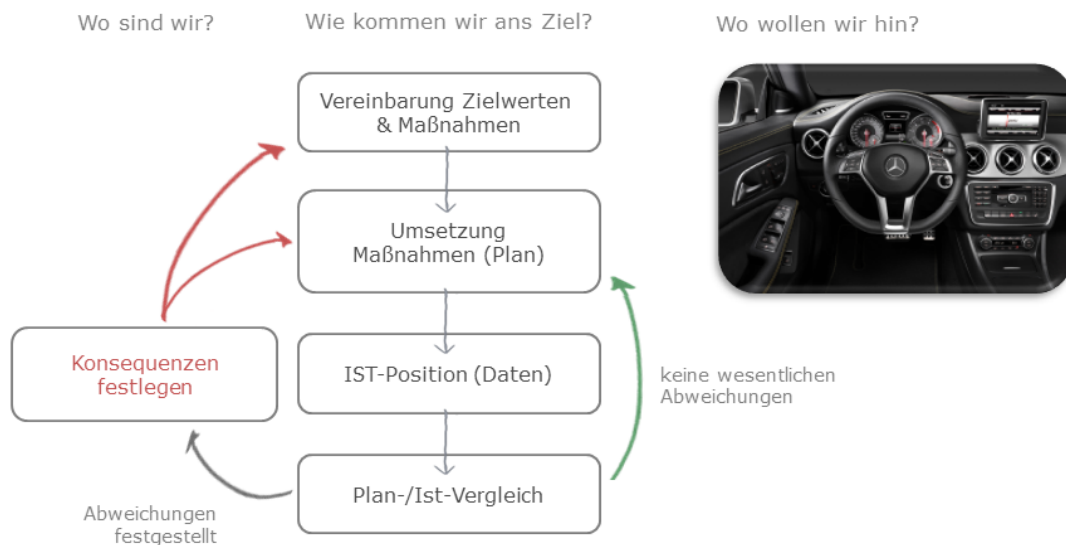 Wo sind wir?
Wie kommen wir ans Ziel?
Wo wollen wir hin?
Vereinbarung Zielwerten
& Maßnahmen
Umsetzung
Maßnahmen (Plan)
Konsequenzen
festlegen
IST-Position (Daten)
keine wesentlichen
Abweichungen
Plan-/Ist-Vergleich
Abweichungen
festgestellt